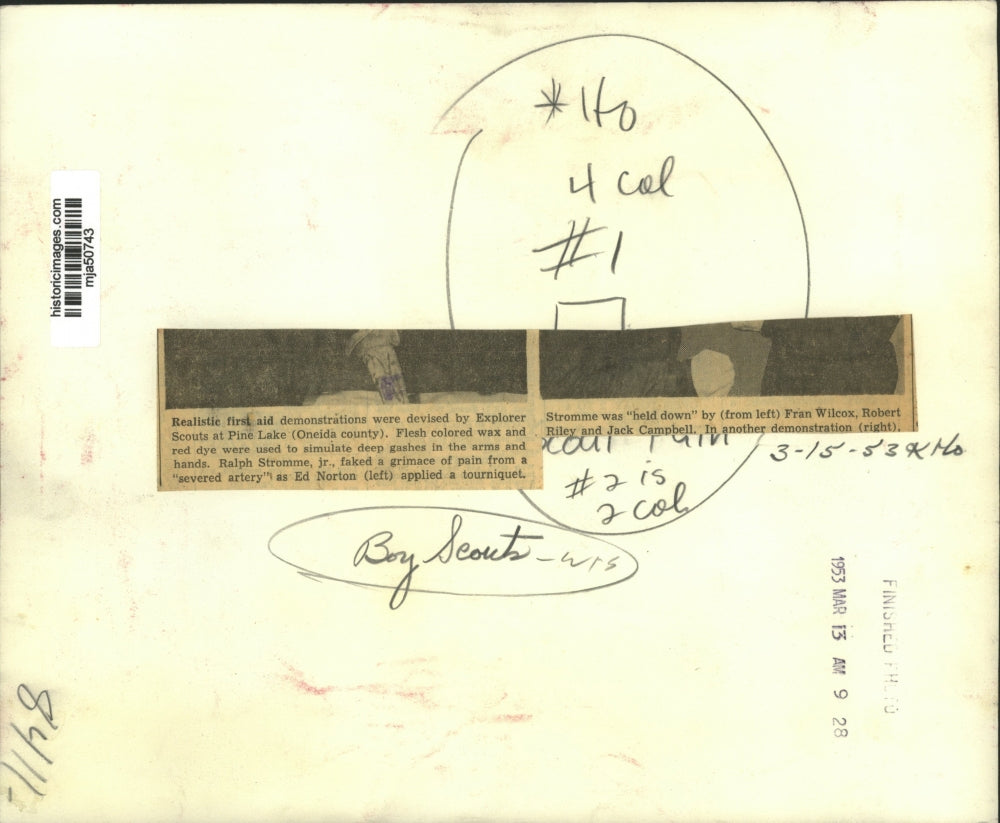 * Ho
4 col
#1
historicimages.com
mja50743
Realistic first aid demonstrations were devised by Explorer
Scouts at Pine Lake (Oneida county). Flesh colored wax and
red dye were used to simulate deep gashes in the arms and
hands. Ralph Stromme, jr., faked a grimace of pain from a
"severed artery" as Ed Norton (left) applied a tourniquet.
Stromme was "held down" by (from left) Fran Wilcox, Robert
Riley and Jack Campbell. In another demonstration (right),
3-15-53 * Ho
#2 is
2 col
Boy Scouts - Wis
1953 MAR 13 AM 9 28
FINISHED PHOTO